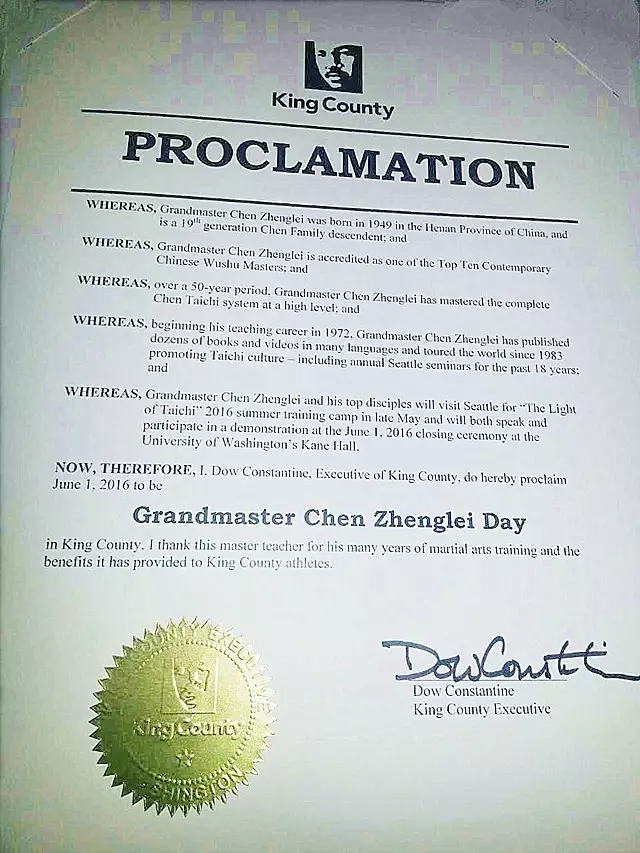 King County
PROCLAMATION
WHEREAS, Grandmaster Chen Zhenglei was born in 1949 in the Henan Province of China, and
is a 19th generation Chen Family descendent; and
WHEREAS, Grandmaster Chen Zhenglei is accredited as one of the Top Ten Contemporary
Chinese Wushu Masters; and
WHEREAS, over a 50-year period, Grandmaster Chen Zhenglei has mastered the complete
Chen Taichi system at a high level; and
WHEREAS, beginning his teaching career in 1972, Grandmaster Chen Zhenglei has published
dozens of books and videos in many languages and toured the world since 1983
promoting Taichi culture – including annual Seattle seminars for the past 18 years;
and
WHEREAS, Grandmaster Chen Zhenglei and his top disciples will visit Seattle for “The Light
of Taichi” 2016 summer training camp in late May and will both speak and
participate in a demonstration at the June 1, 2016 closing ceremony at the
University of Washington's Kane Hall.
NOW, THEREFORE, I, Dow Constantine, Executive of King County, do hereby proclaim
June 1, 2016 to be
Grandmaster Chen Zhenglei Day
in King County. I thank this master teacher for his many years of martial arts training and the
benefits it has provided to King County athletes.
Dow Constantine
King County Executive
COUNTY EXECUTIVE
King County